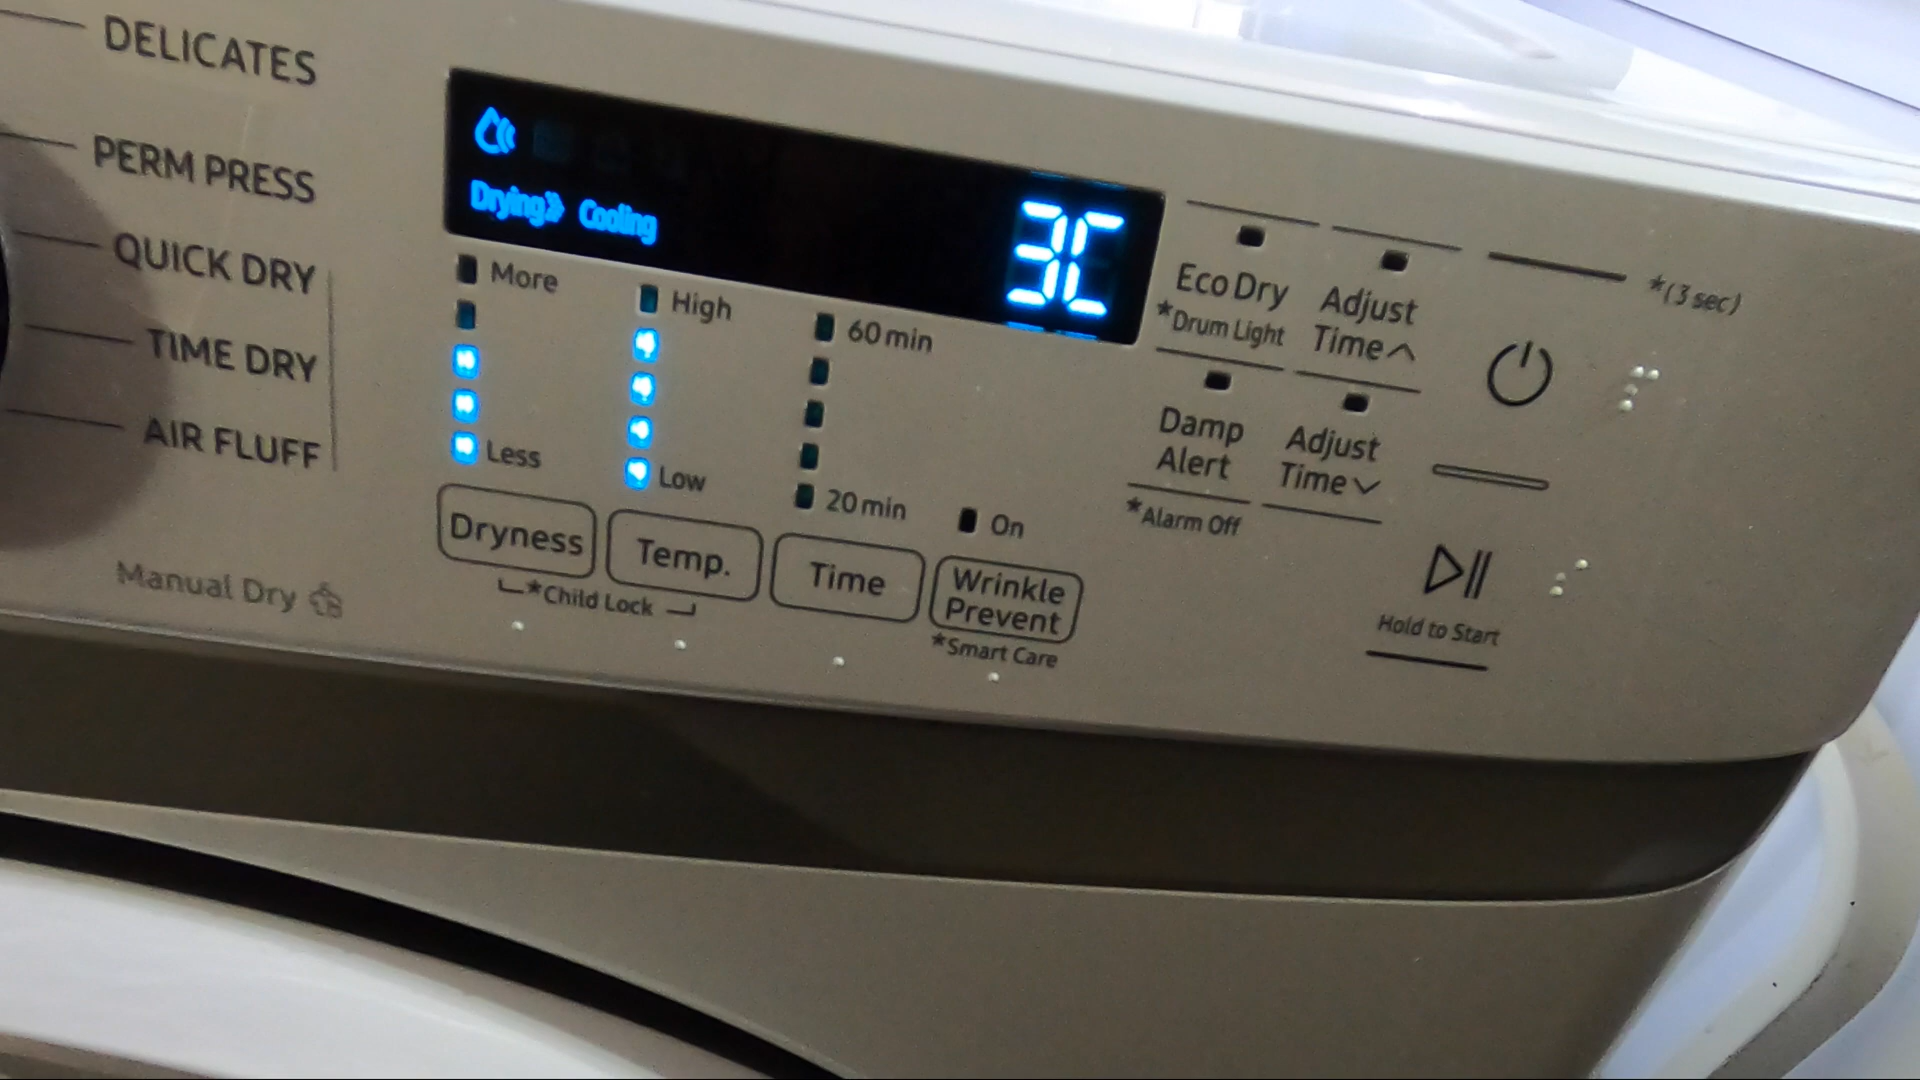 DELICATES
PERM PRESS
QUICK DRY
TIME DRY
AIR FLUFF
Manual Dry
Drying Cooling
3C
More
Less
Dryness
High
Low
Temp.
*Child Lock
60 min
20 min
Time
On
Wrinkle
Prevent
*Smart Care
Eco Dry
*Drum Light
Adjust
Time
Damp
Alert
*Alarm Off
Adjust
Time
*(3 sec)
Hold to Start